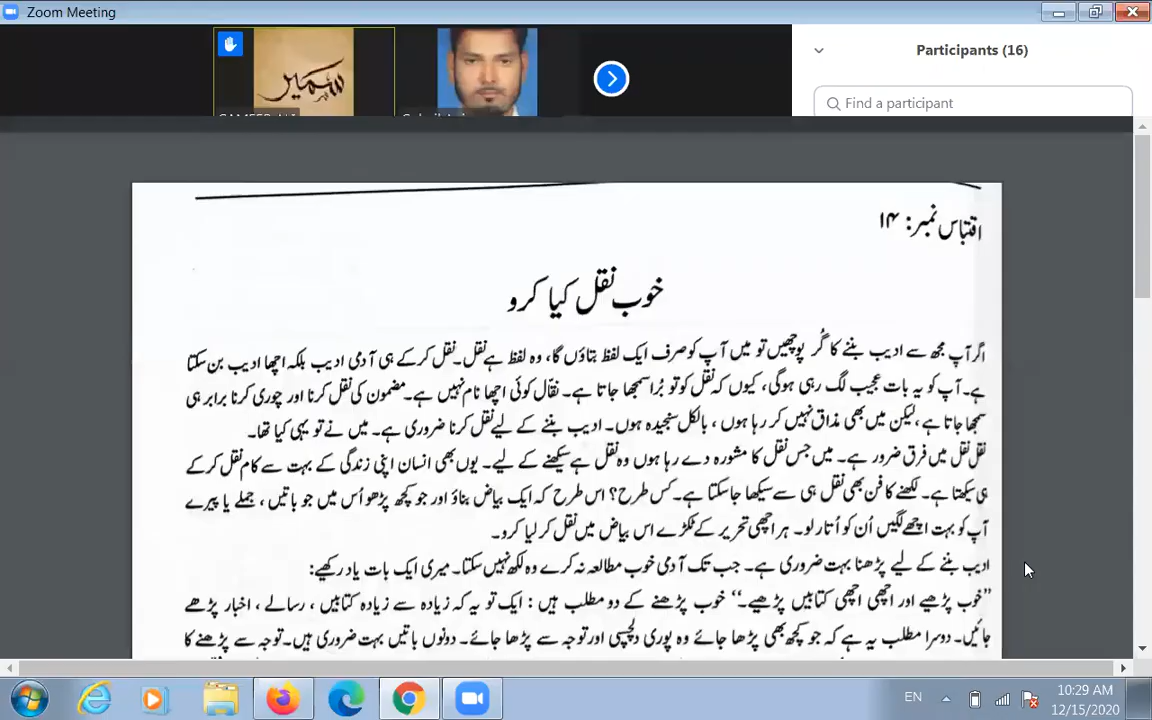 Zoom Meeting
سمیر
Participants (16)
Find a participant
اقتباس نمبر: ۱۴
خوب نقل کیا کرو
اگر آپ مجھ سے ادیب بننے کا گُر پوچھیں تو میں آپ کو صرف ایک لفظ بتاؤں گا، وہ لفظ ہے نقل۔ نقل کرکے ہی آدمی ادیب بلکہ اچھا ادیب بن سکتا
ہے۔ آپ کو یہ بات عجیب لگ رہی ہوگی، کیوں کہ نقل کو تو بُرا سمجھا جاتا ہے۔ نقال کوئی اچھا نام نہیں ہے۔ مضمون کی نقل کرنا اور چوری کرنا برابر ہی
سمجھا جاتا ہے، لیکن میں بھی مذاق نہیں کر رہا ہوں، بالکل سنجیدہ ہوں۔ ادیب بننے کے لیے نقل کرنا ضروری ہے۔ میں نے تو یہی کیا تھا۔
نقل نقل میں فرق ضرور ہے۔ میں جس نقل کا مشورہ دے رہا ہوں وہ نقل ہے سیکھنے کے لیے۔ یوں بھی انسان اپنی زندگی کے بہت سے کام نقل کرکے
ہی سیکھتا ہے۔ لکھنے کا فن بھی نقل ہی سے سیکھا جاسکتا ہے۔ کس طرح؟ اس طرح کہ ایک بیاض بناؤ اور جو کچھ پڑھو اُس میں جو باتیں، جملے یا پیرے
آپ کو بہت اچھے لگیں اُن کو اُتار لو۔ ہر اچھی تحریر کے ٹکڑے اس بیاض میں نقل کر لیا کرو۔
ادیب بننے کے لیے پڑھنا بہت ضروری ہے۔ جب تک آدمی خوب مطالعہ نہ کرے وہ لکھ نہیں سکتا۔ میری ایک بات یاد رکھیے:
”خوب پڑھیے اور اچھی اچھی کتابیں پڑھیے۔“ خوب پڑھنے کے دو مطلب ہیں: ایک تو یہ کہ زیادہ سے زیادہ کتابیں، رسالے، اخبار پڑھے
جائیں۔ دوسرا مطلب یہ ہے کہ جو کچھ بھی پڑھا جائے وہ پوری دلچسپی اور توجہ سے پڑھا جائے۔ دونوں باتیں بہت ضروری ہیں۔ توجہ سے پڑھنے کا
EN
10:29 AM
12/15/2020